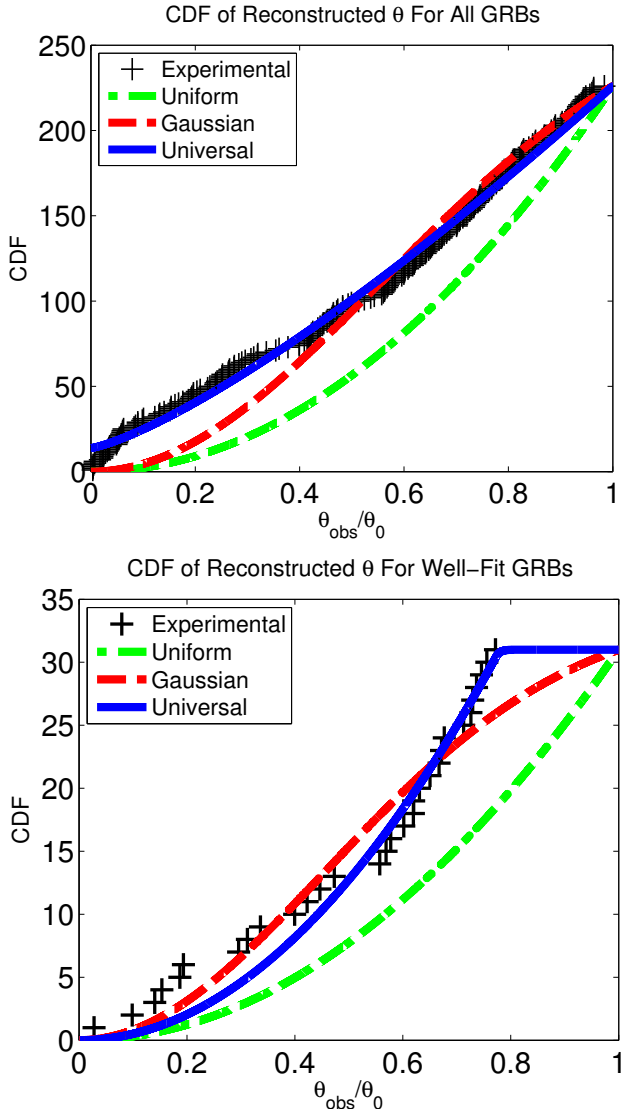 CDF of Reconstructed θ For All GRBs
250
200
150
100
50
0
CDF
Experimental
Uniform
Gaussian
Universal
0 0.2 0.4 0.6 0.8 1
θobs/θ0
CDF of Reconstructed θ For Well−Fit GRBs
35
30
25
20
15
10
5
0
CDF
Experimental
Uniform
Gaussian
Universal
0 0.2 0.4 0.6 0.8 1
θobs/θ0